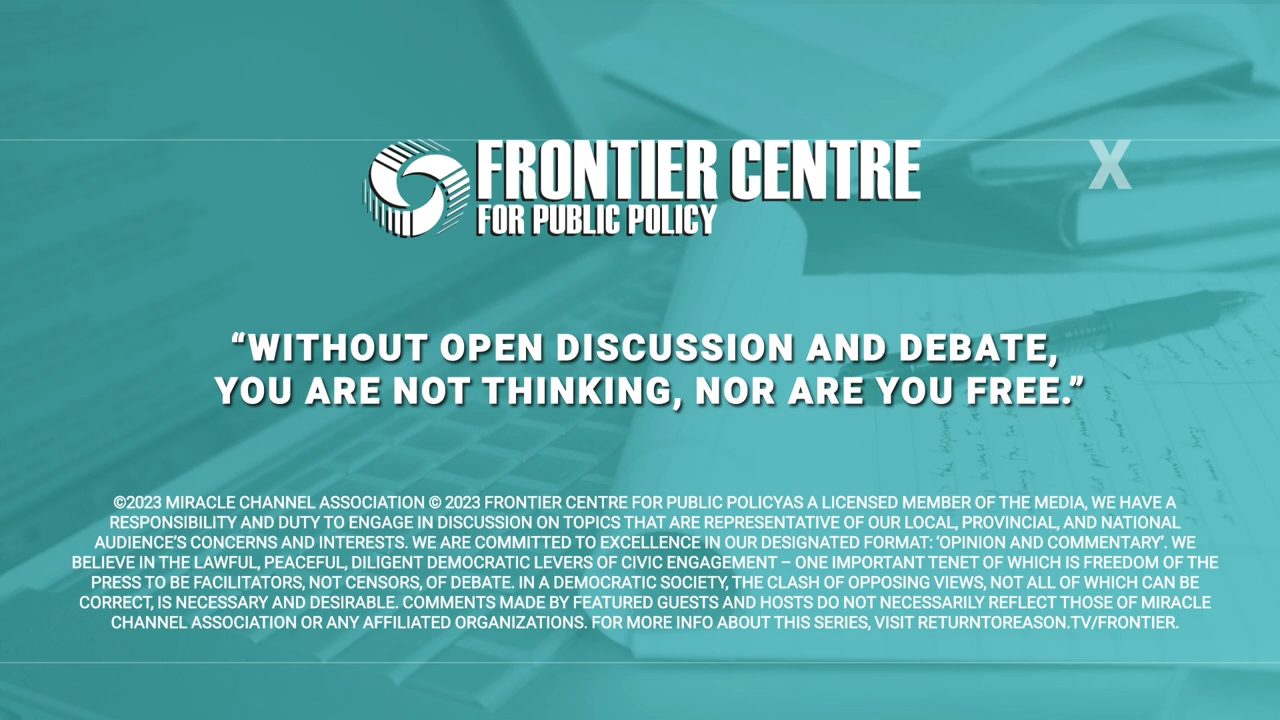 FRONTIER CENTRE
FOR PUBLIC POLICY
X
“WITHOUT OPEN DISCUSSION AND DEBATE,
YOU ARE NOT THINKING, NOR ARE YOU FREE.”
©2023 MIRACLE CHANNEL ASSOCIATION © 2023 FRONTIER CENTRE FOR PUBLIC POLICYAS A LICENSED MEMBER OF THE MEDIA, WE HAVE A
RESPONSIBILITY AND DUTY TO ENGAGE IN DISCUSSION ON TOPICS THAT ARE REPRESENTATIVE OF OUR LOCAL, PROVINCIAL, AND NATIONAL
AUDIENCE’S CONCERNS AND INTERESTS. WE ARE COMMITTED TO EXCELLENCE IN OUR DESIGNATED FORMAT: ‘OPINION AND COMMENTARY’. WE
BELIEVE IN THE LAWFUL, PEACEFUL, DILIGENT DEMOCRATIC LEVERS OF CIVIC ENGAGEMENT – ONE IMPORTANT TENET OF WHICH IS FREEDOM OF THE
PRESS TO BE FACILITATORS, NOT CENSORS, OF DEBATE. IN A DEMOCRATIC SOCIETY, THE CLASH OF OPPOSING VIEWS, NOT ALL OF WHICH CAN BE
CORRECT, IS NECESSARY AND DESIRABLE. COMMENTS MADE BY FEATURED GUESTS AND HOSTS DO NOT NECESSARILY REFLECT THOSE OF MIRACLE
CHANNEL ASSOCIATION OR ANY AFFILIATED ORGANIZATIONS. FOR MORE INFO ABOUT THIS SERIES, VISIT RETURNTOREASON.TV/FRONTIER.